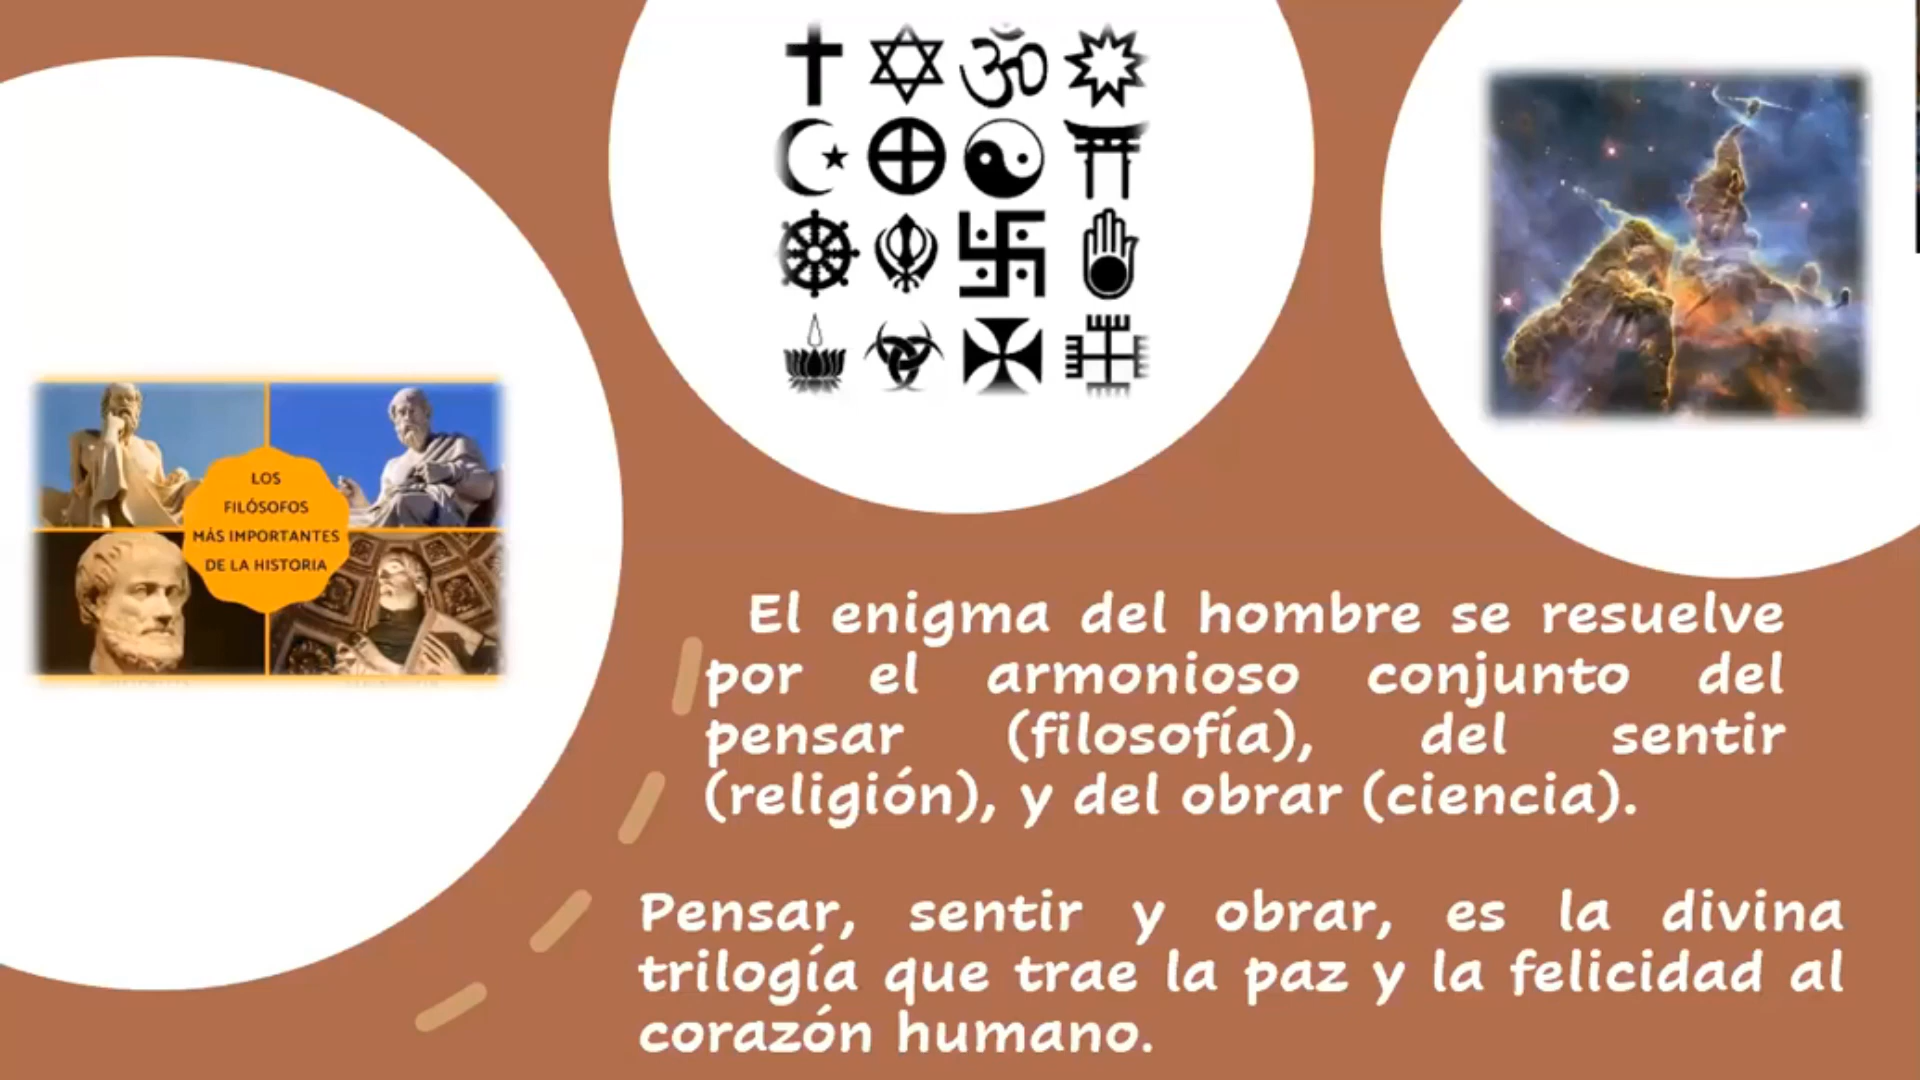 LOS
FILÓSOFOS
MÁS IMPORTANTES
DE LA HISTORIA
El enigma del hombre se resuelve
por el armonioso conjunto del
pensar (filosofía), del sentir
(religión), y del obrar (ciencia).
Pensar, sentir y obrar, es la divina
trilogía que trae la paz y la felicidad al
corazón humano.